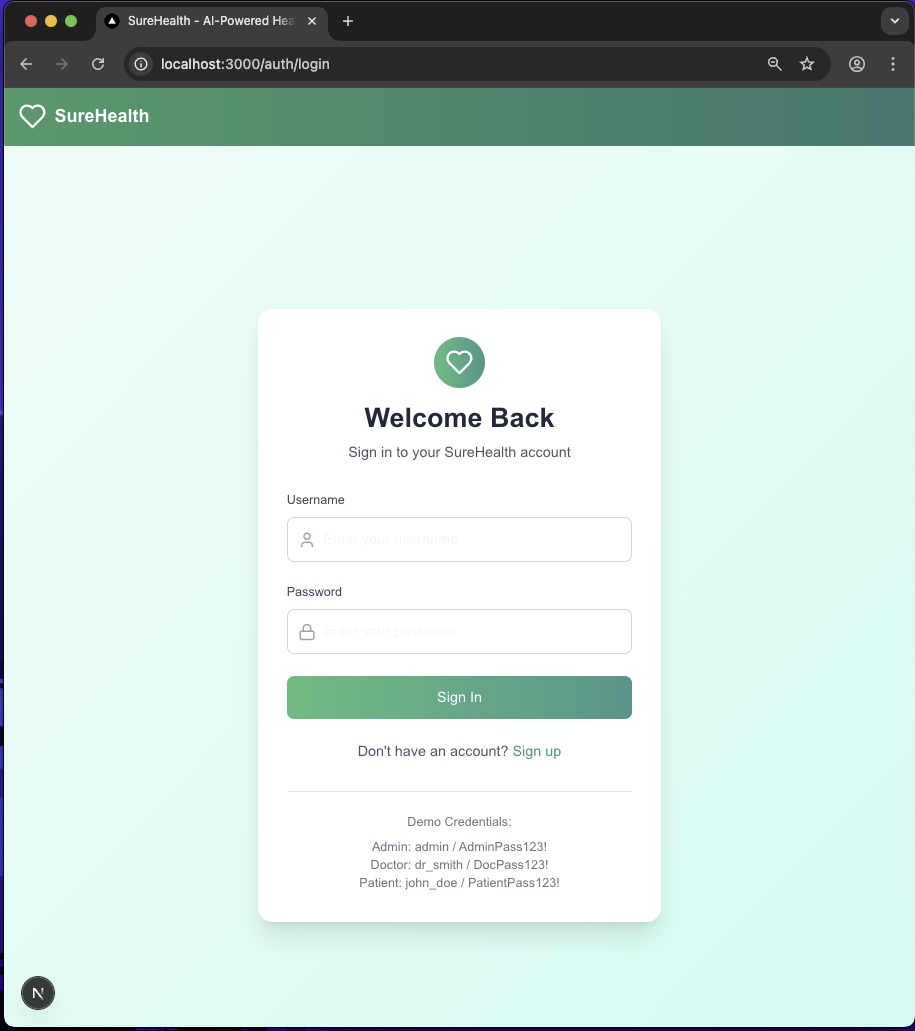 SureHealth - AI-Powered Hea
localhost:3000/auth/login
SureHealth
Welcome Back
Sign in to your SureHealth account
Username
Enter your username
Password
Enter your password
Sign In
Don't have an account? Sign up
Demo Credentials:
Admin: admin / AdminPass123!
Doctor: dr_smith / DocPass123!
Patient: john_doe / PatientPass123!
N